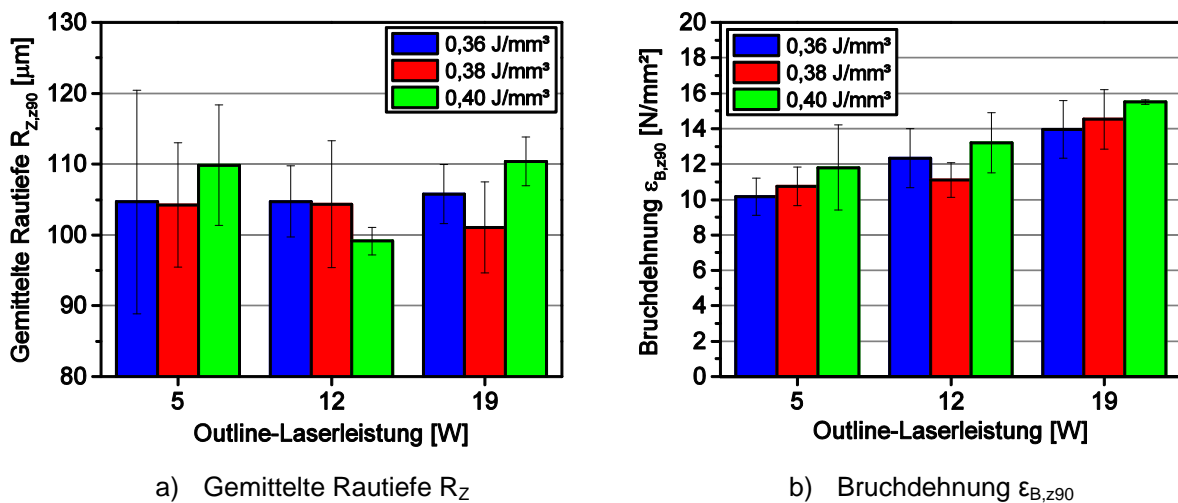 Gemittelte Rautiefe R_Z,z90 [µm]
130
120
110
100
90
80
0,36 J/mm³
0,38 J/mm³
0,40 J/mm³
5 12 19
Outline-Laserleistung [W]
a) Gemittelte Rautiefe R_Z
Bruchdehnung ε_B,z90 [N/mm²]
20
18
16
14
12
10
8
6
4
2
0
0,36 J/mm³
0,38 J/mm³
0,40 J/mm³
5 12 19
Outline-Laserleistung [W]
b) Bruchdehnung ε_B,z90